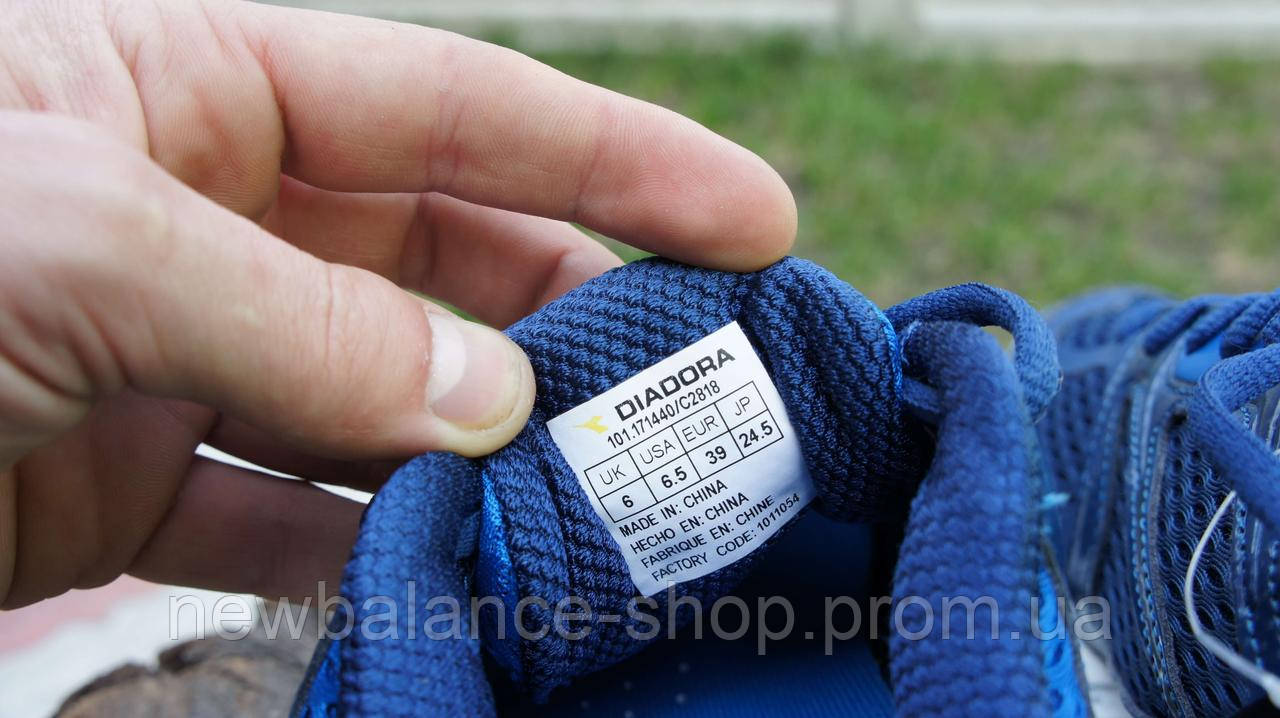 DIADORA
101.171440/C2818
UK USA EUR JP
6 6.5 39 24.5
MADE IN: CHINA
HECHO EN: CHINA
FABRIQUE EN: CHINE
FACTORY CODE: 1011054
newbalance-shop.prom.ua